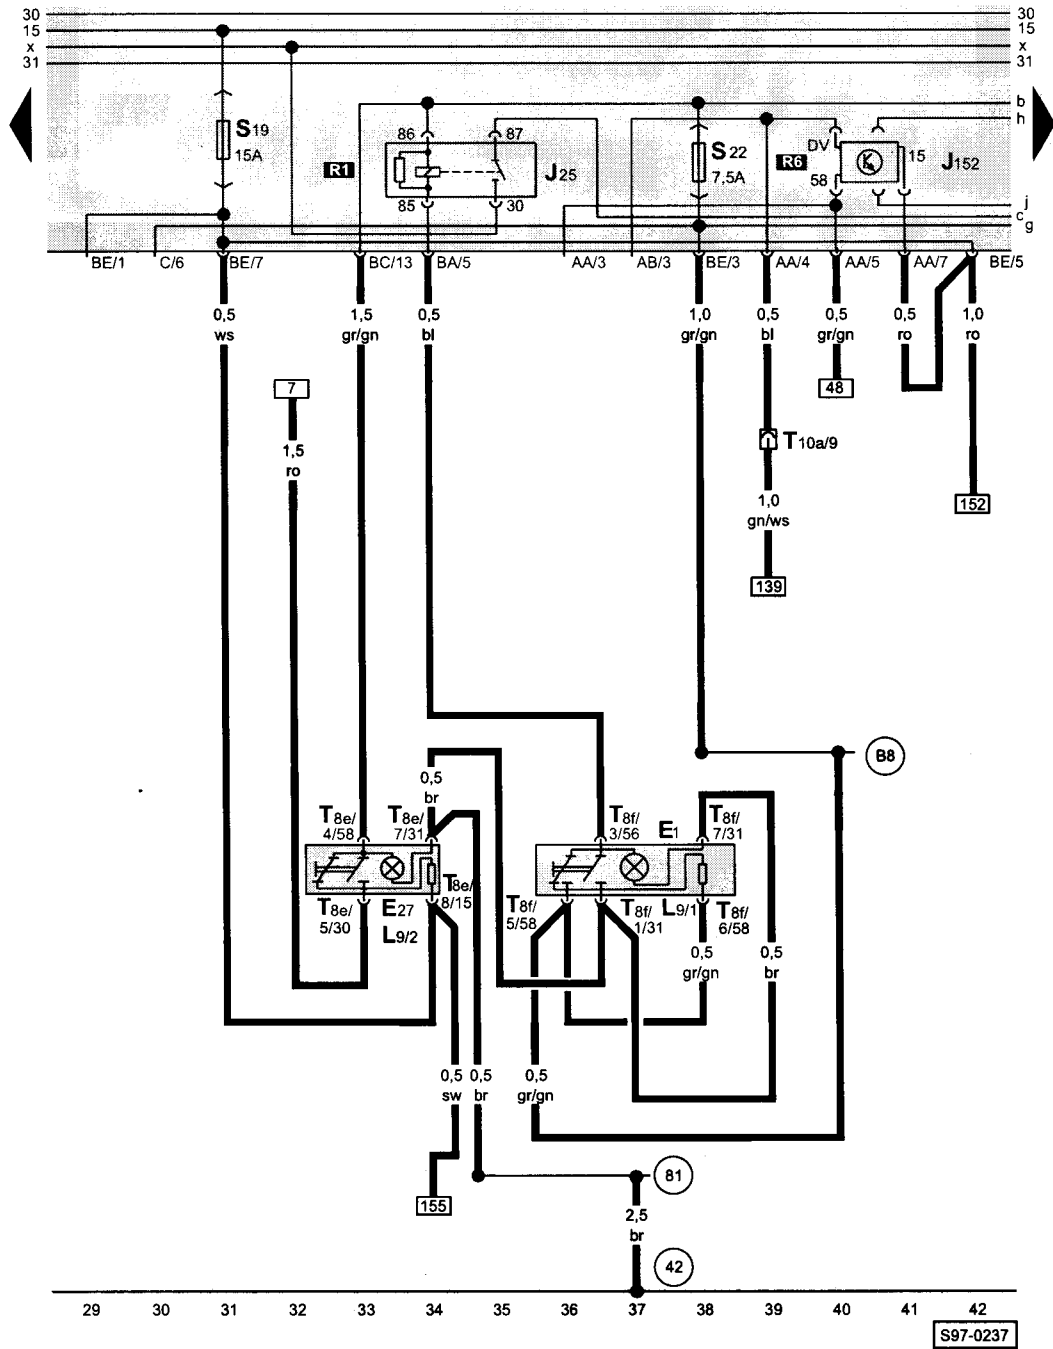 30 30
15 15
x x
31 31
b
h
S19
15A
86 87
R1
J25
85 30
S22
7,5A
DV
R6
15
58
J152
j
c
g
BE/1 C/6 BE/7 BC/13 BA/5 AA/3 AB/3 BE/3 AA/4 AA/5 AA/7 BE/5
0,5 1,5 0,5 1,0 0,5 0,5 0,5 1,0
ws gr/gn bl gr/gn bl gr/gn ro ro
7 48
T10a/9
1,5
ro
1,0
gn/ws
152
139
B8
0,5
br
T8e/ T8e/ T8f/ E1 T8f/
4/58 7/31 3/56 7/31
T8e/ E27 T8e/ T8f/ T8f/ L9/1 T8f/
5/30 8/15 5/58 1/31 6/58
L9/2
0,5 0,5
gr/gn br
0,5 0,5 0,5
sw br gr/gn
81
155
2,5
br
42
29 30 31 32 33 34 35 36 37 38 39 40 41 42
S97-0237